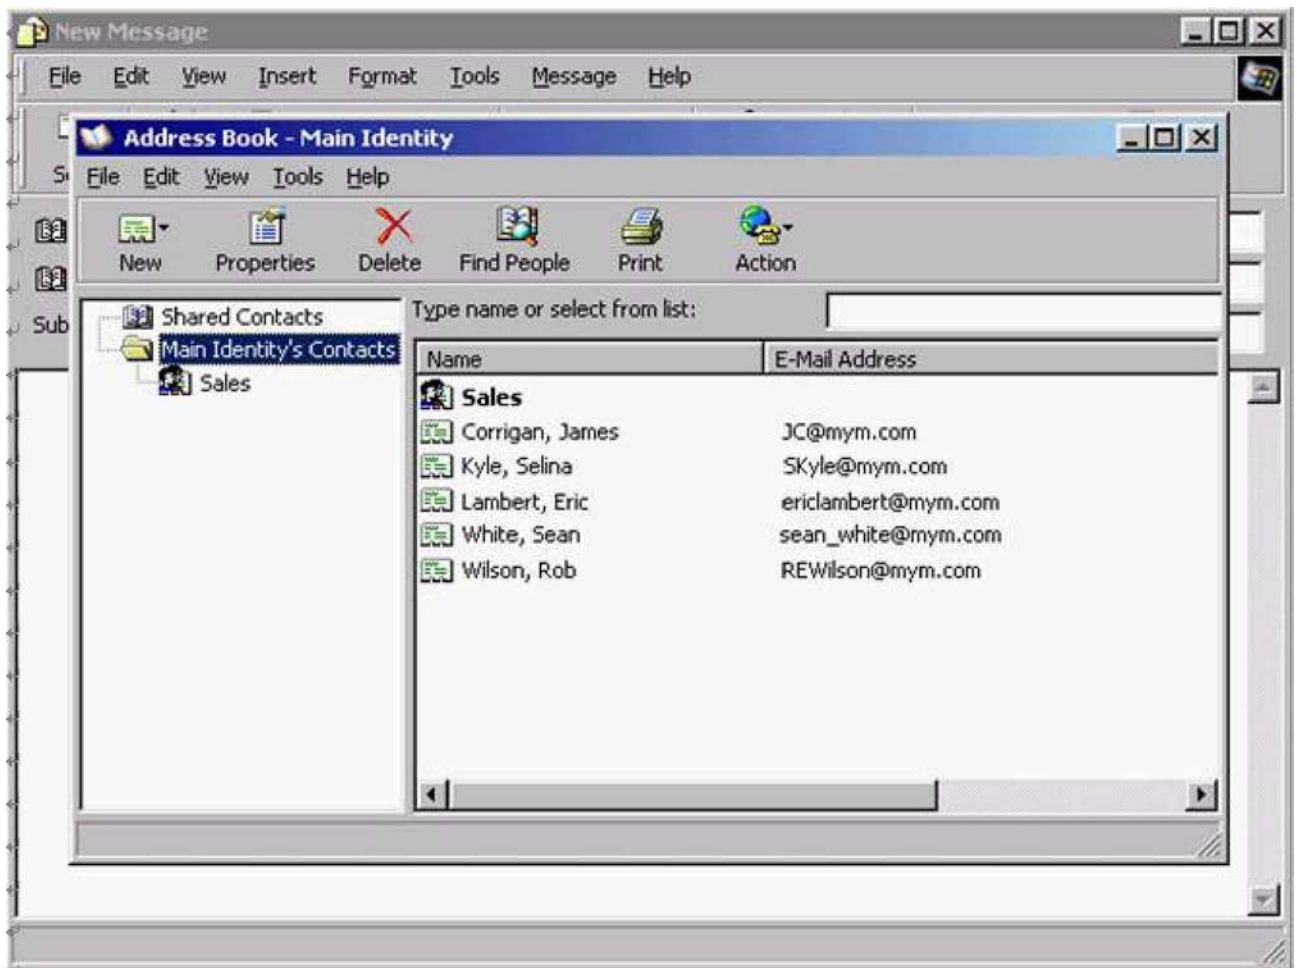 New Message
File Edit View Insert Format Tools Message Help
Address Book - Main Identity
File Edit View Tools Help
New Properties Delete Find People Print Action
Shared Contacts
Main Identity's Contacts
Sales
Type name or select from list:
Name E-Mail Address
Sales
Corrigan, James JC@mym.com
Kyle, Selina SKyle@mym.com
Lambert, Eric ericlambert@mym.com
White, Sean sean_white@mym.com
Wilson, Rob REWilson@mym.com
Sub